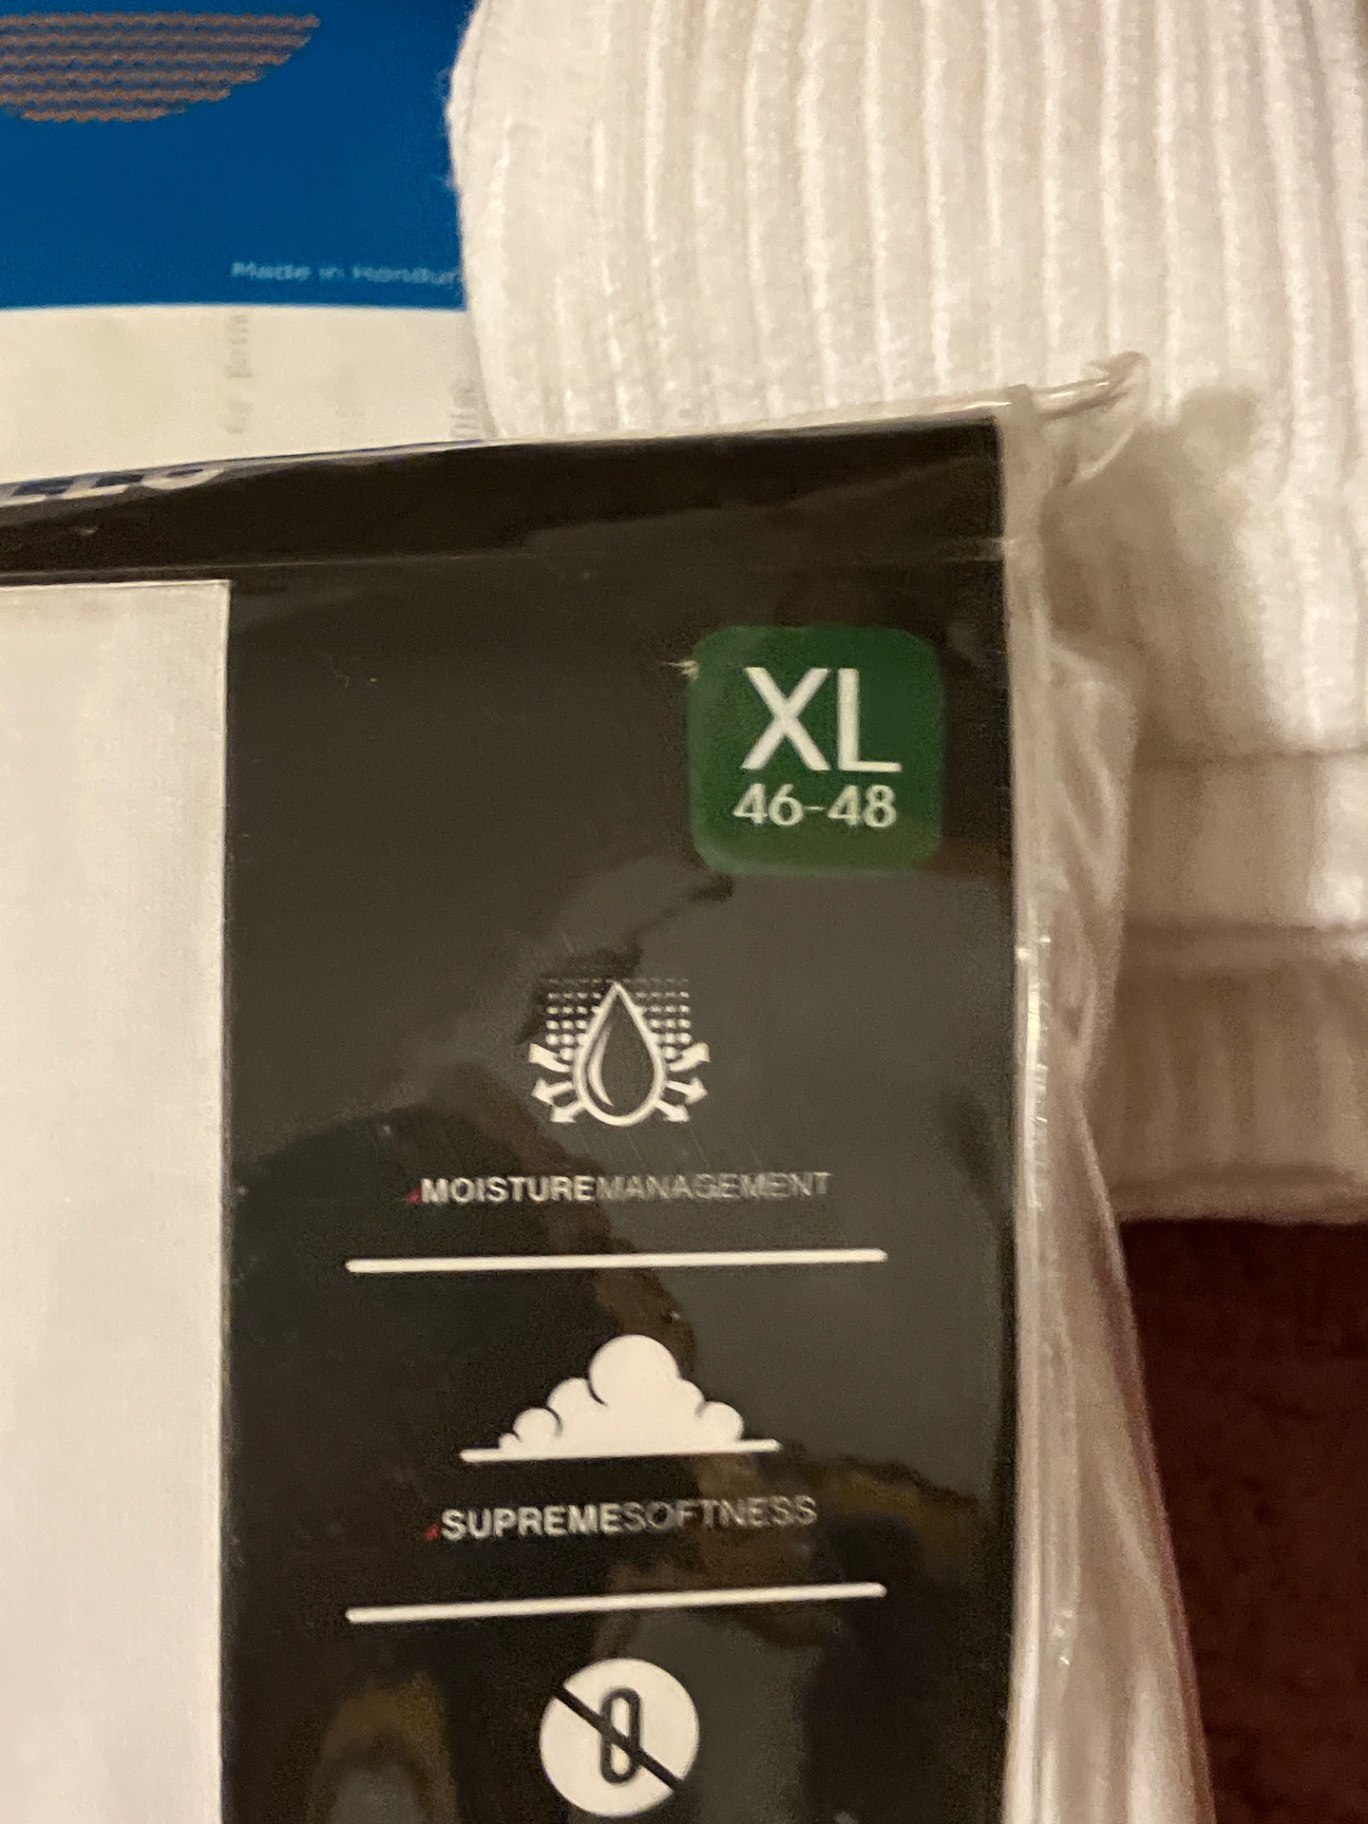 Made in Hondur
XL
46-48
MOISTUREMANAGEMENT
SUPREMESOFTNESS